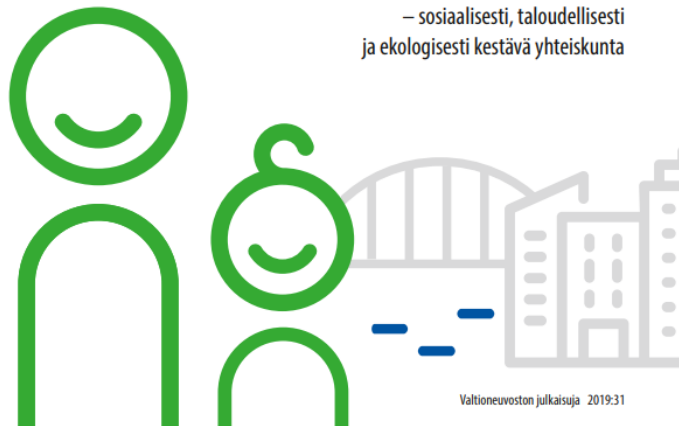 – sosiaalisesti, taloudellisesti
ja ekologisesti kestävä yhteiskunta
Valtioneuvoston julkaisuja 2019:31